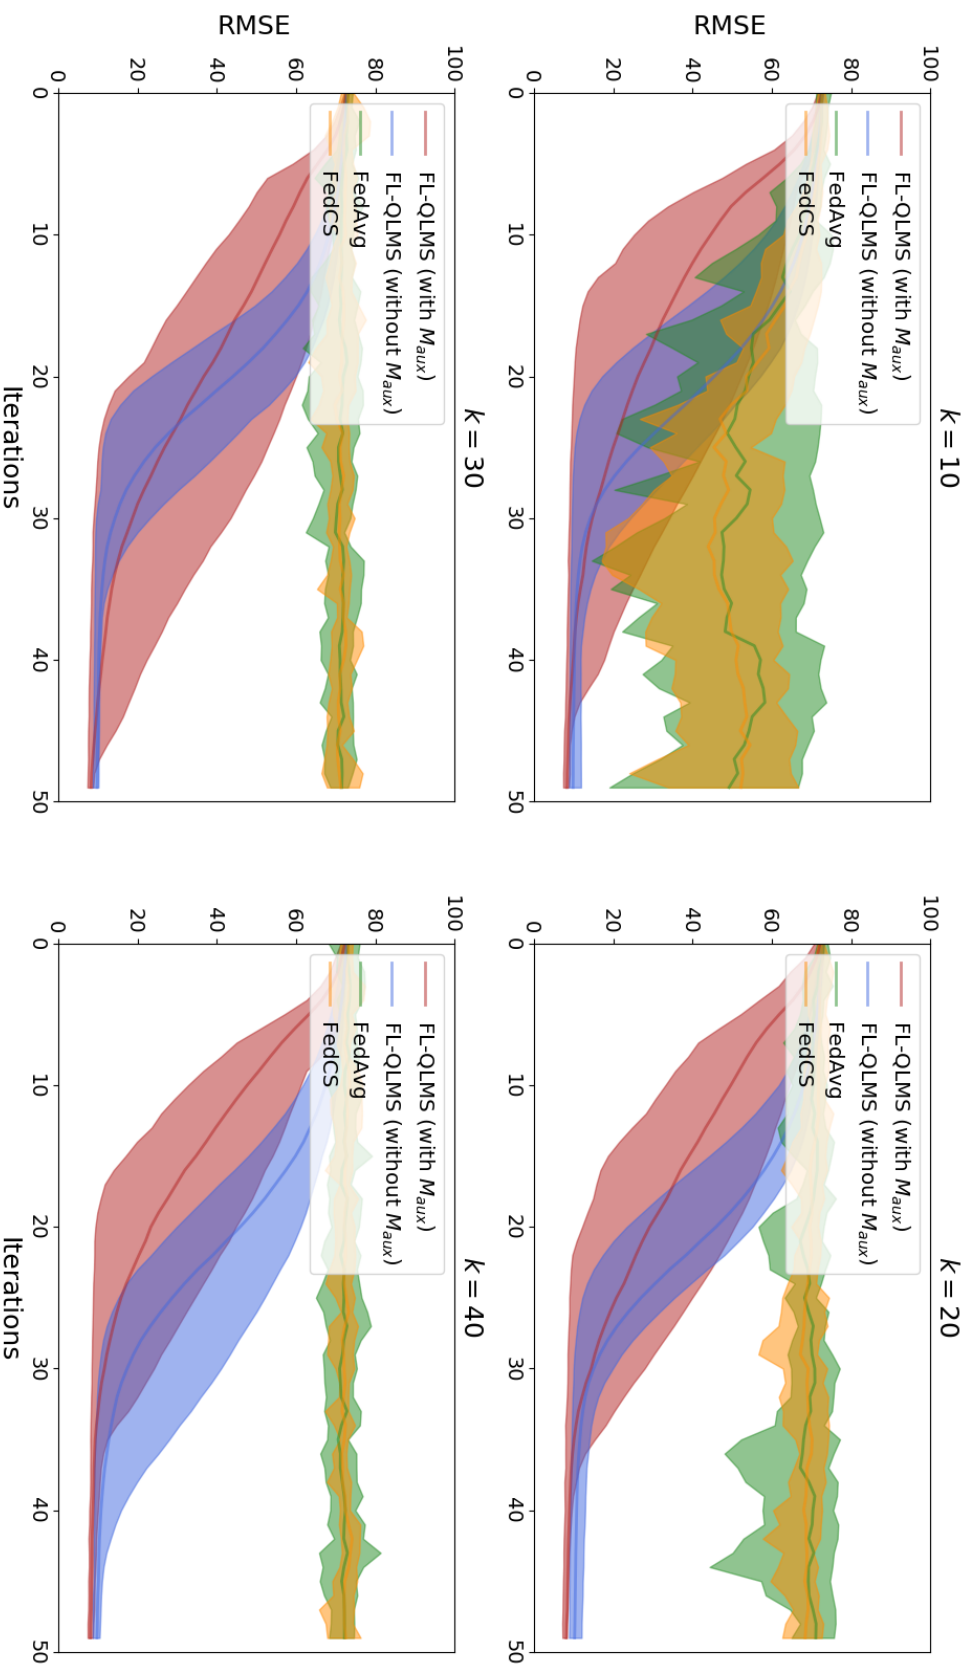 k = 10
RMSE
100
80
60
40
20
0
0
10
20
30
40
50
FL-QLMS (with M_aux)
FL-QLMS (without M_aux)
FedAvg
FedCS
k = 20
100
80
60
40
20
0
0
10
20
30
40
50
FL-QLMS (with M_aux)
FL-QLMS (without M_aux)
FedAvg
FedCS
k = 30
RMSE
100
80
60
40
20
0
0
10
20
30
40
50
Iterations
FL-QLMS (with M_aux)
FL-QLMS (without M_aux)
FedAvg
FedCS
k = 40
100
80
60
40
20
0
0
10
20
30
40
50
Iterations
FL-QLMS (with M_aux)
FL-QLMS (without M_aux)
FedAvg
FedCS